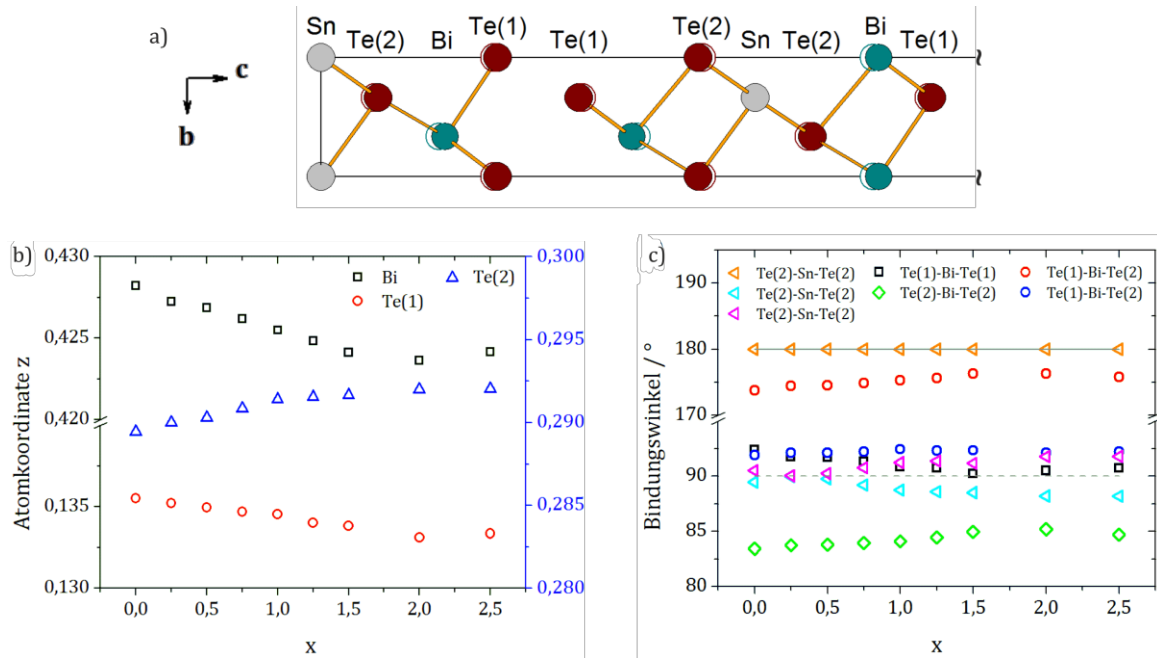 a)
Sn Te(2) Bi Te(1) Te(1) Te(2) Sn Te(2) Bi Te(1)
c
b
~
~
b)
0,430
0,425
0,420
0,135
0,130
Atomkoordinate z
Bi
Te(1)
Te(2)
0,300
0,295
0,290
0,285
0,280
0,0 0,5 1,0 1,5 2,0 2,5
x
c)
Te(2)-Sn-Te(2) Te(1)-Bi-Te(1) Te(1)-Bi-Te(2)
Te(2)-Sn-Te(2) Te(2)-Bi-Te(2) Te(1)-Bi-Te(2)
Te(2)-Sn-Te(2)
190
180
170
90
85
80
Bindungswinkel / °
0,0 0,5 1,0 1,5 2,0 2,5
x